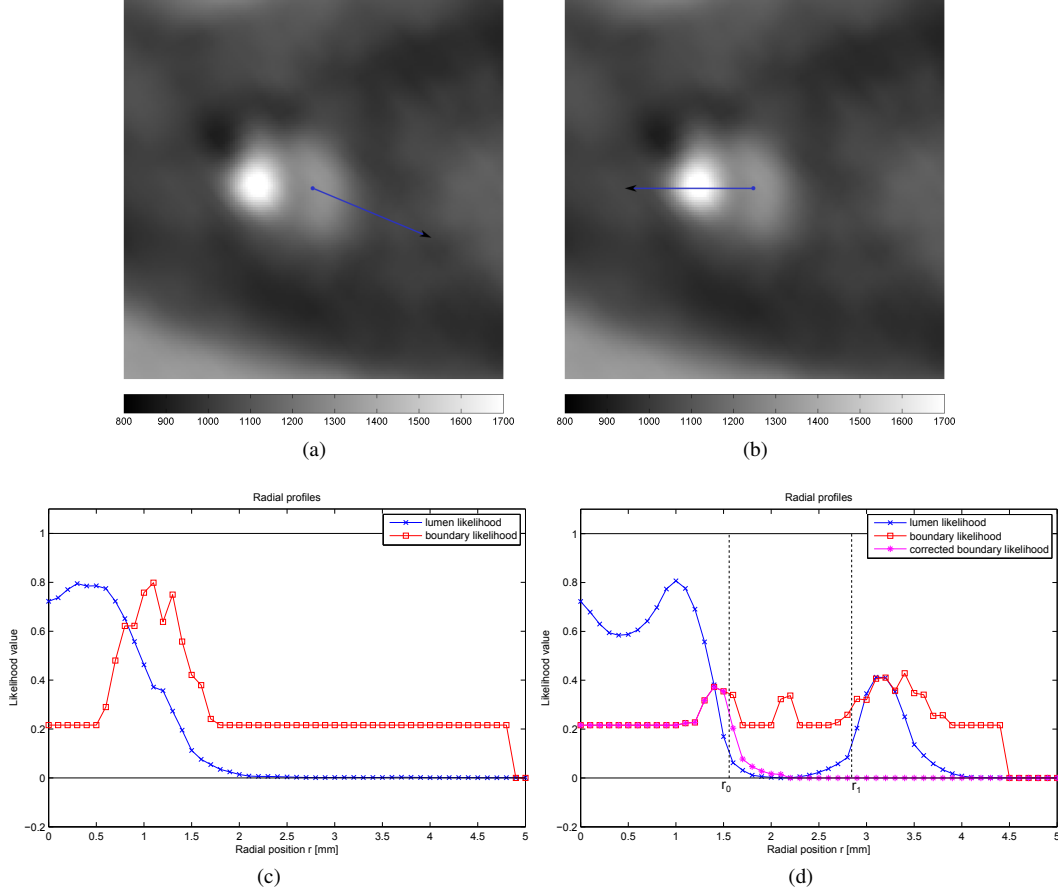 800 900 1000 1100 1200 1300 1400 1500 1600 1700
(a)
800 900 1000 1100 1200 1300 1400 1500 1600 1700
(b)
Radial profiles
lumen likelihood
boundary likelihood
1
0.8
0.6
0.4
0.2
0
−0.2
Likelihood value
0 0.5 1 1.5 2 2.5 3 3.5 4 4.5 5
Radial position r [mm]
(c)
Radial profiles
lumen likelihood
boundary likelihood
corrected boundary likelihood
1
0.8
0.6
0.4
0.2
0
−0.2
Likelihood value
r0 r1
0 0.5 1 1.5 2 2.5 3 3.5 4 4.5 5
Radial position r [mm]
(d)